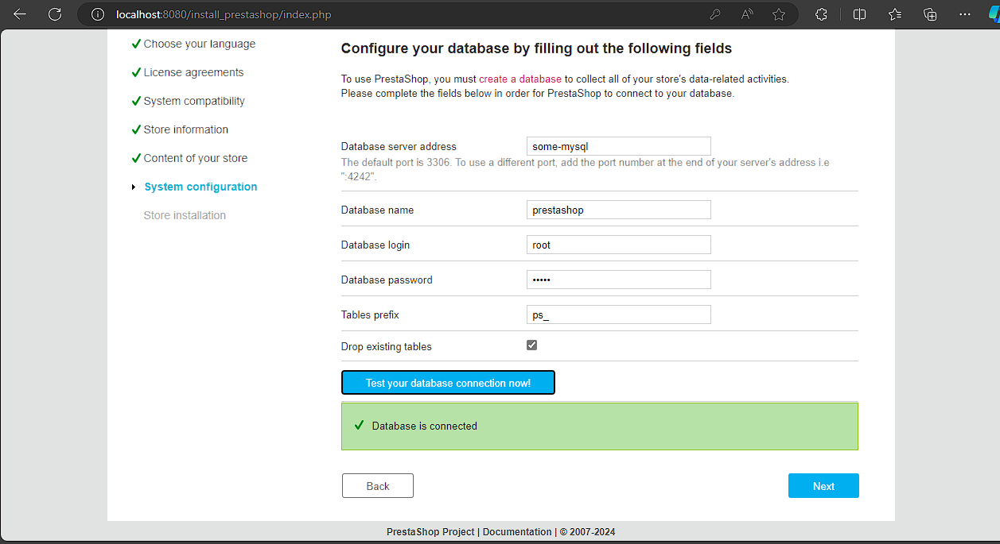 localhost:8080/install_prestashop/index.php
Choose your language
License agreements
System compatibility
Store information
Content of your store
System configuration
Store installation
Configure your database by filling out the following fields
To use PrestaShop, you must create a database to collect all of your store's data-related activities.
Please complete the fields below in order for PrestaShop to connect to your database.
Database server address some-mysql
The default port is 3306. To use a different port, add the port number at the end of your server's address i.e
":4242".
Database name prestashop
Database login root
Database password •••••
Tables prefix ps_
Drop existing tables
Test your database connection now!
Database is connected
Back Next
PrestaShop Project | Documentation | © 2007-2024